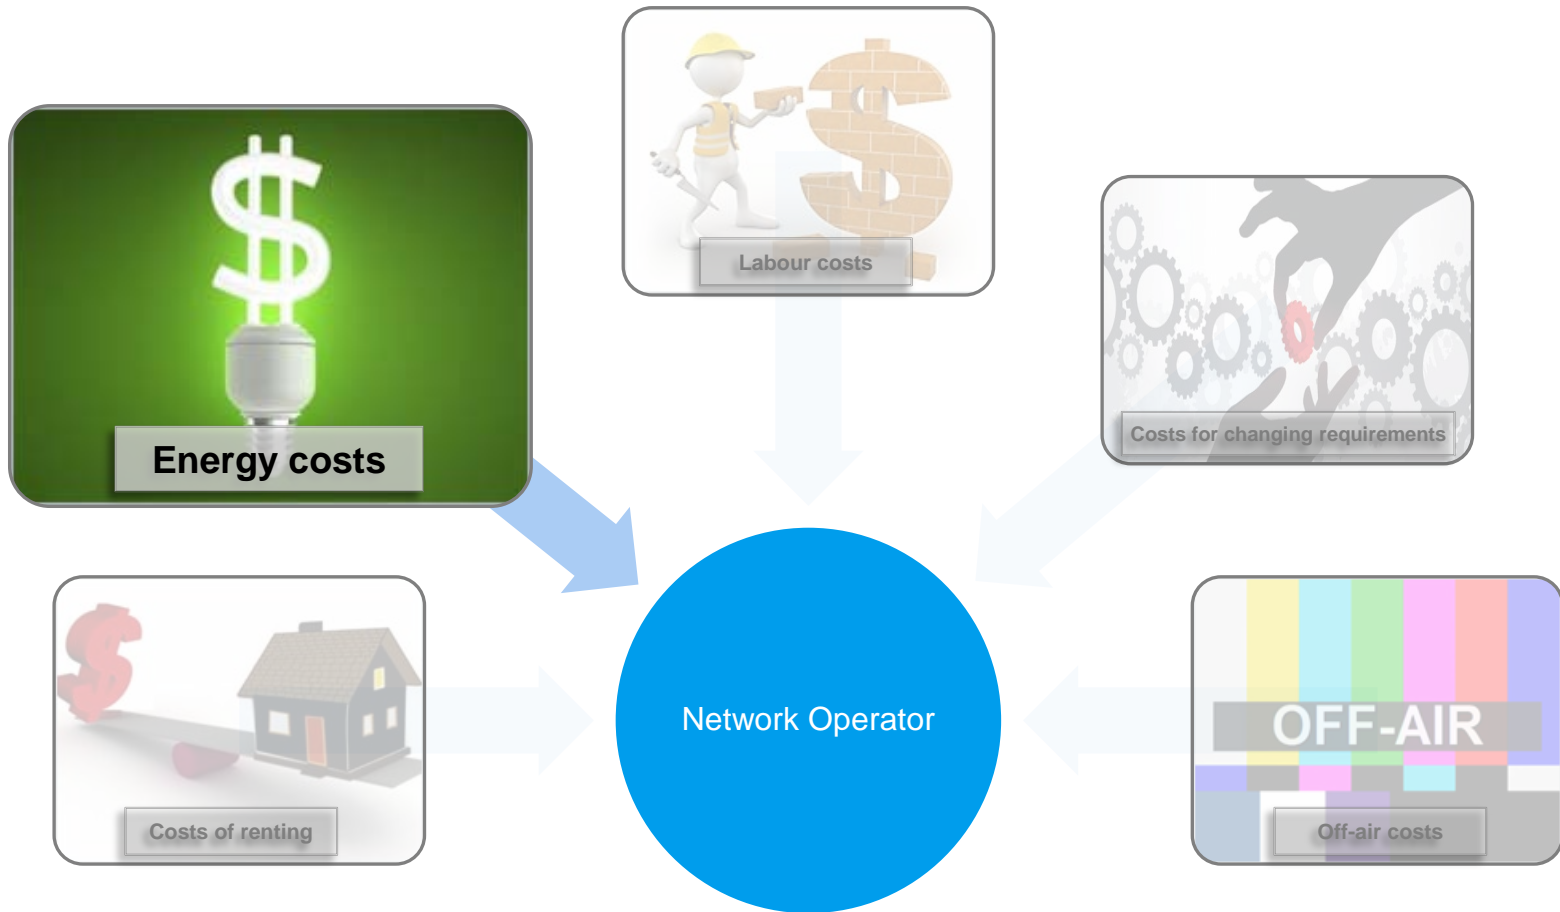 Labour costs
Energy costs
Costs for changing requirements
Network Operator
OFF-AIR
Costs of renting
Off-air costs